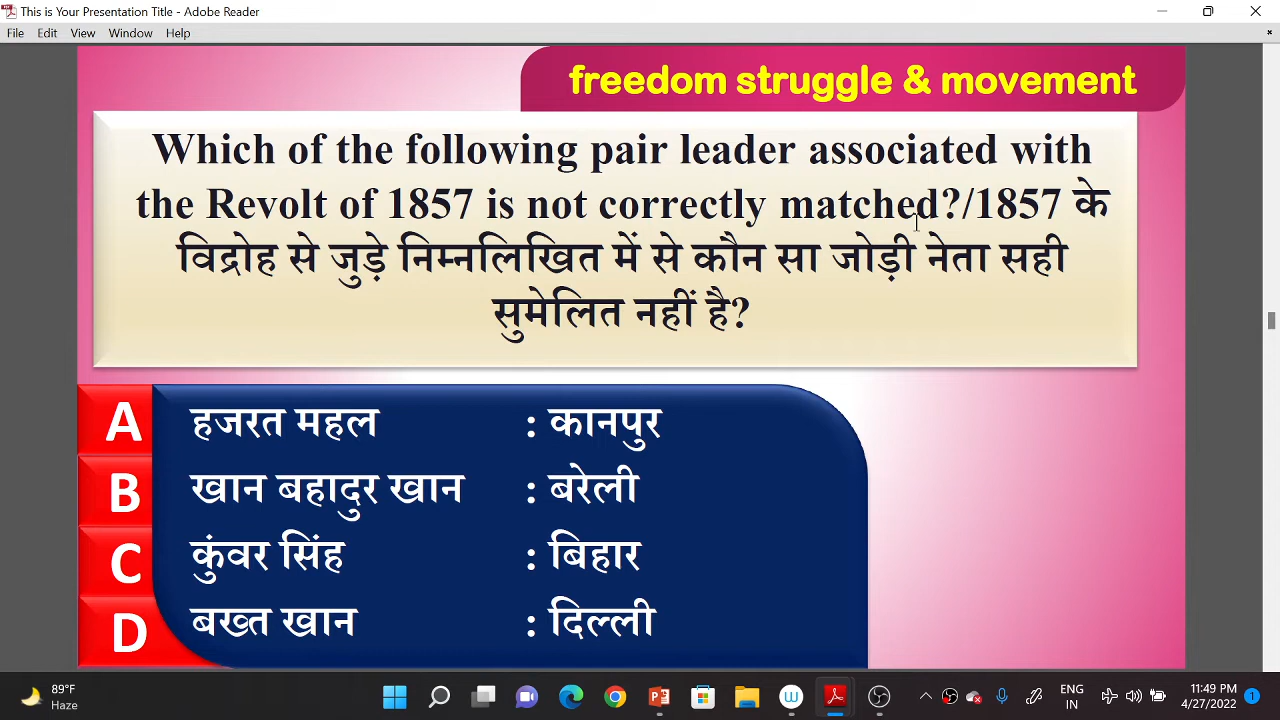 This is Your Presentation Title - Adobe Reader
File Edit View Window Help
freedom struggle & movement
Which of the following pair leader associated with
the Revolt of 1857 is not correctly matched?/1857 के
विद्रोह से जुड़े निम्नलिखित में से कौन सा जोड़ी नेता सही
सुमेलित नहीं है?
A हजरत महल : कानपुर
B खान बहादुर खान : बरेली
C कुंवर सिंह : बिहार
D बख्त खान : दिल्ली
89°F
Haze
ENG
IN
11:49 PM
4/27/2022
1